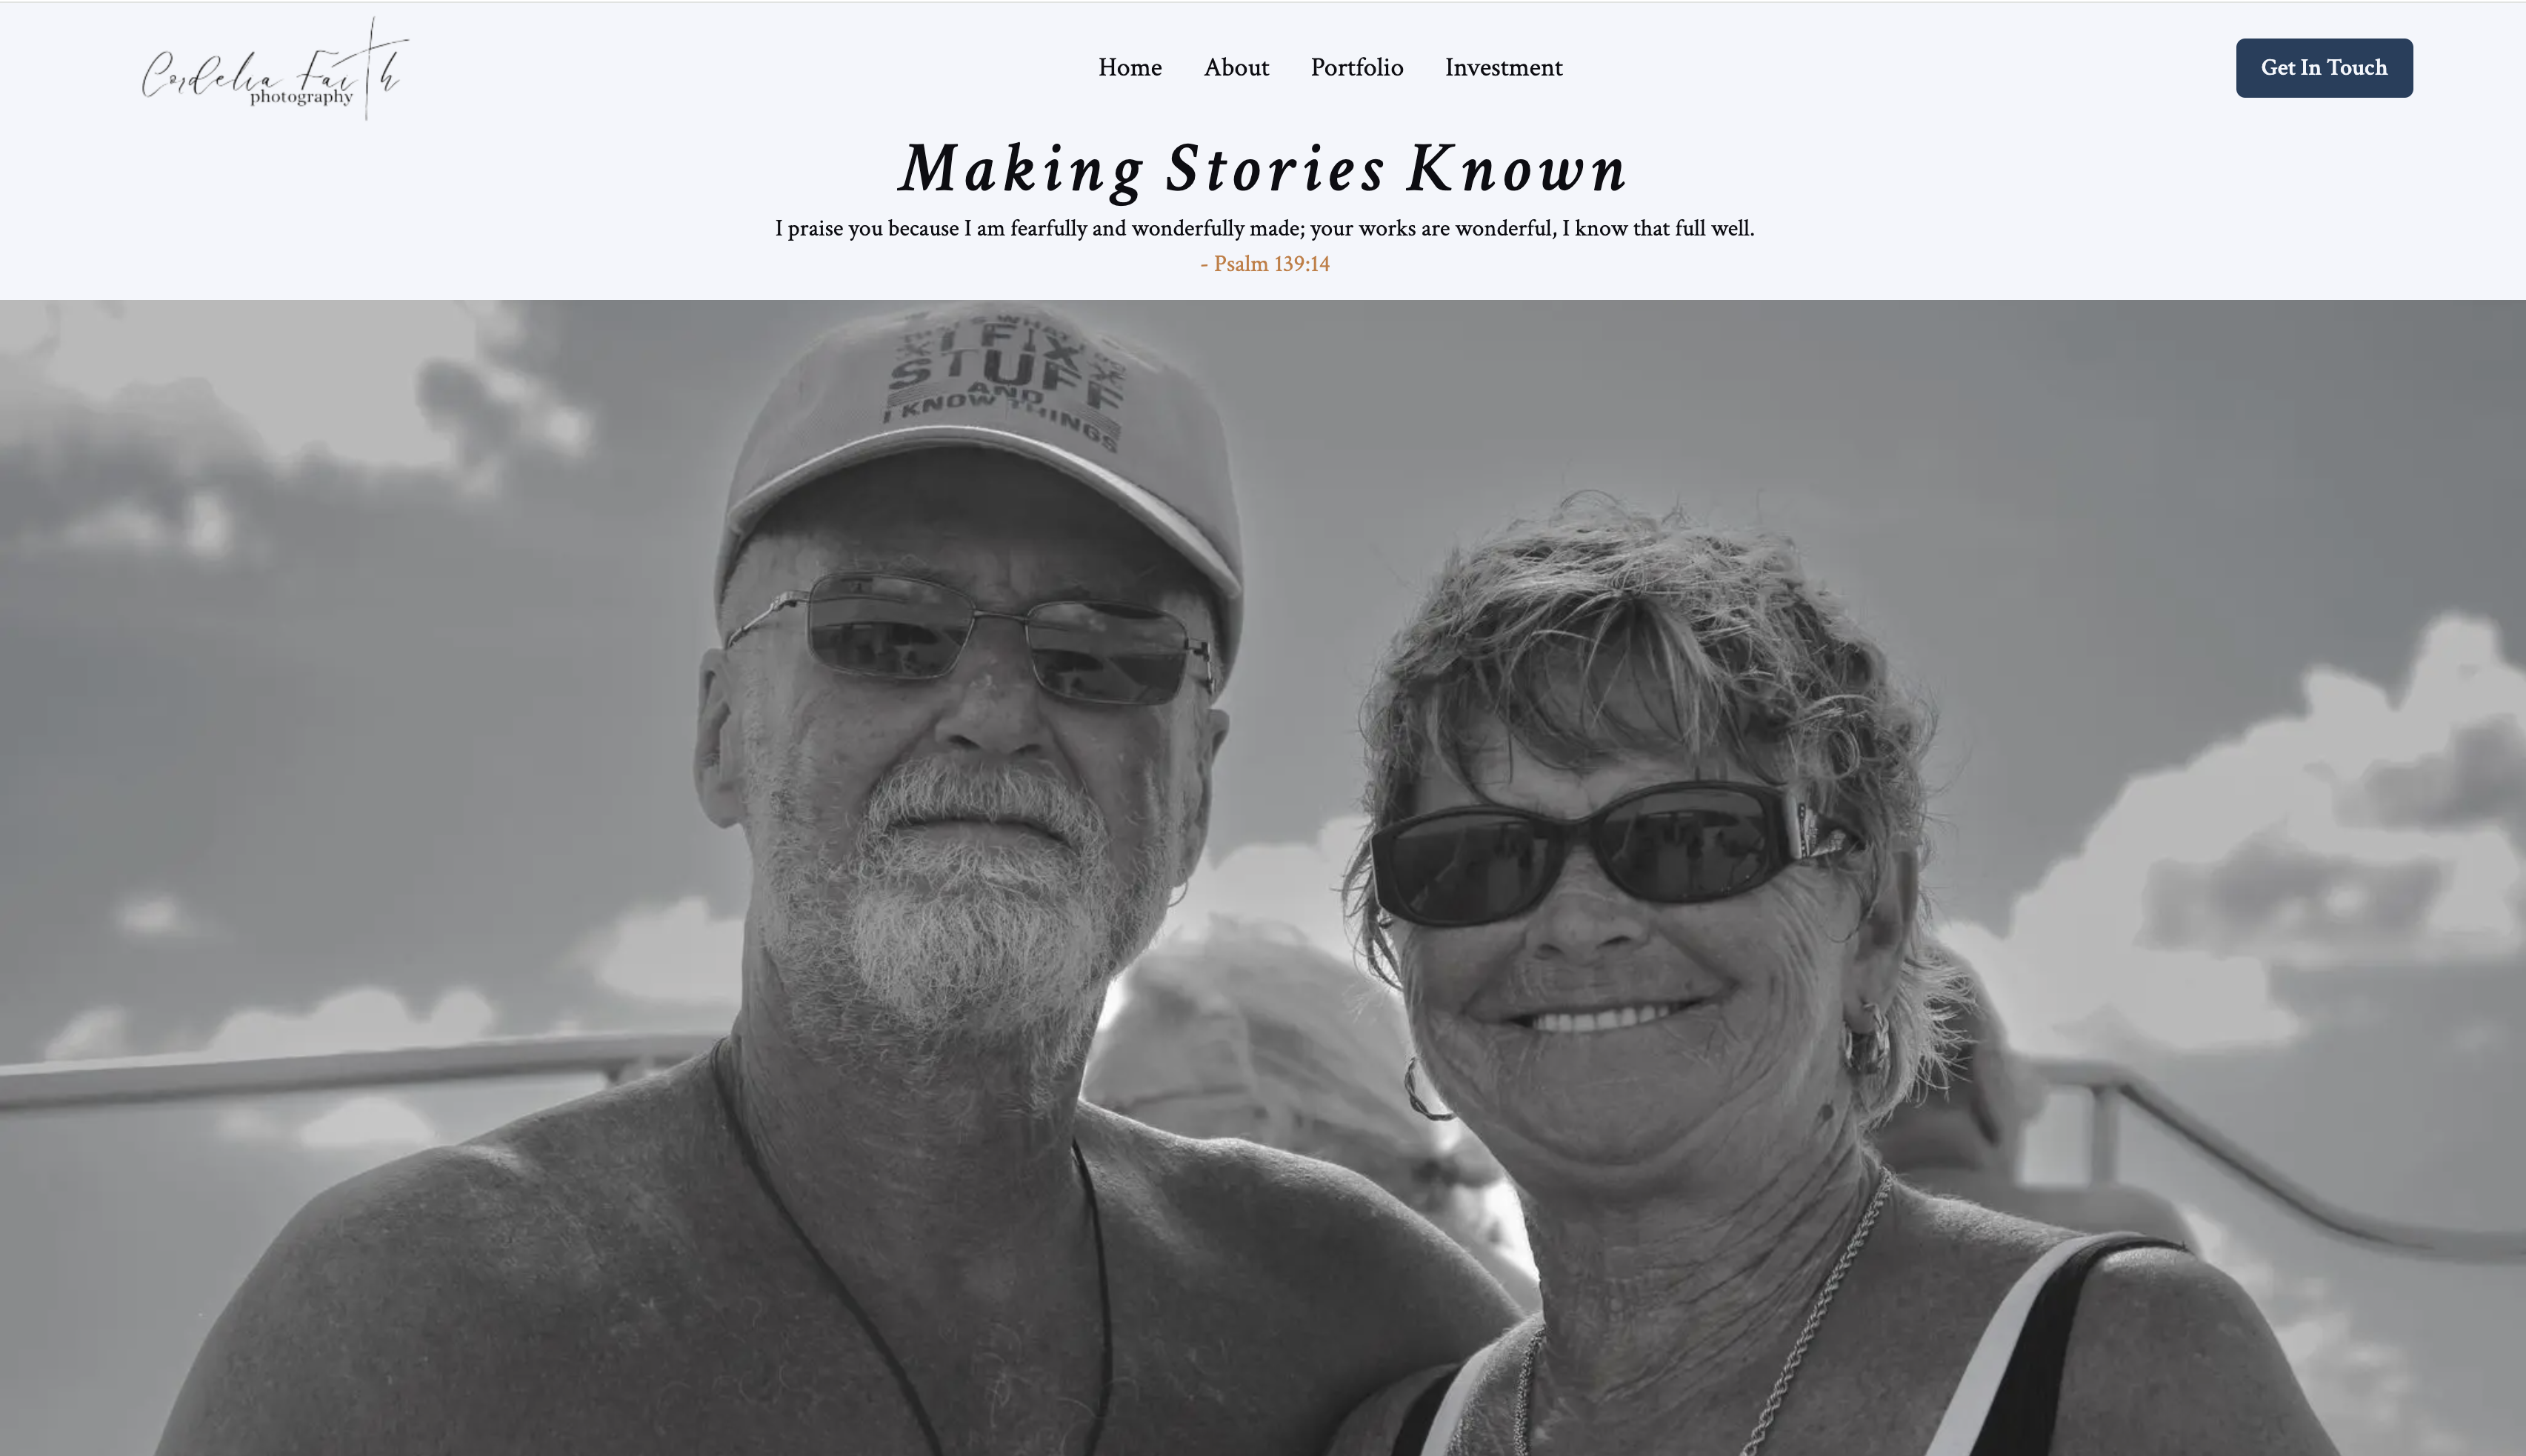 Cordelia Faith
photography
Home About Portfolio Investment
Get In Touch
Making Stories Known
I praise you because I am fearfully and wonderfully made; your works are wonderful, I know that full well.
- Psalm 139:14
I FIX
STUFF
AND
I KNOW THINGS